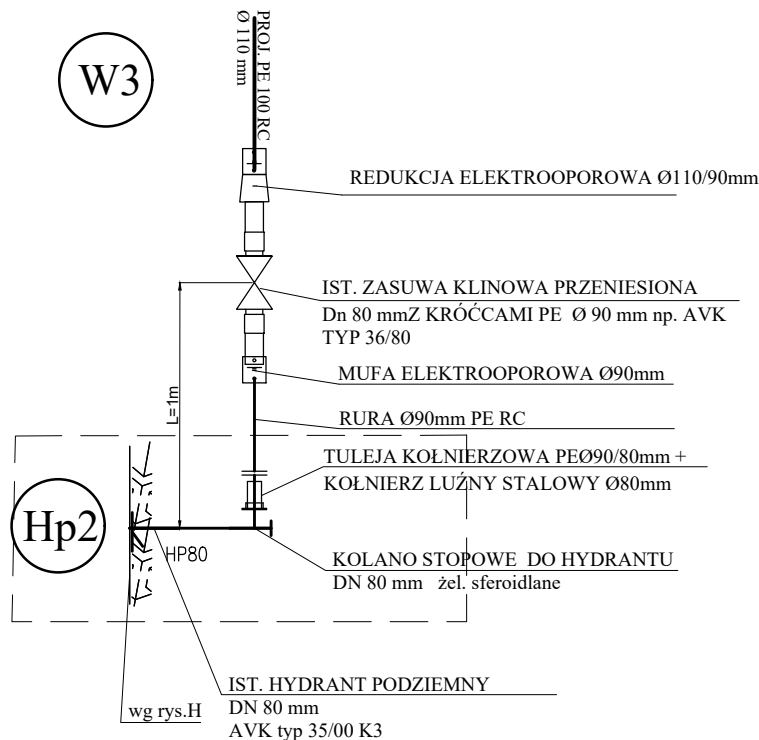 W3
PROJ. PE 100 RC
Ø 110 mm
REDUKCJA ELEKTROOPOROWA Ø110/90mm
IST. ZASUWA KLINOWA PRZENIESIONA
Dn 80 mmZ KRÓĆCAMI PE Ø 90 mm np. AVK
TYP 36/80
MUFA ELEKTROOPOROWA Ø90mm
L=1m
RURA Ø90mm PE RC
TULEJA KOŁNIERZOWA PEØ90/80mm +
KOŁNIERZ LUŹNY STALOWY Ø80mm
Hp2
HP80
KOLANO STOPOWE DO HYDRANTU
DN 80 mm żel. sferoidlane
IST. HYDRANT PODZIEMNY
DN 80 mm
AVK typ 35/00 K3
wg rys.H